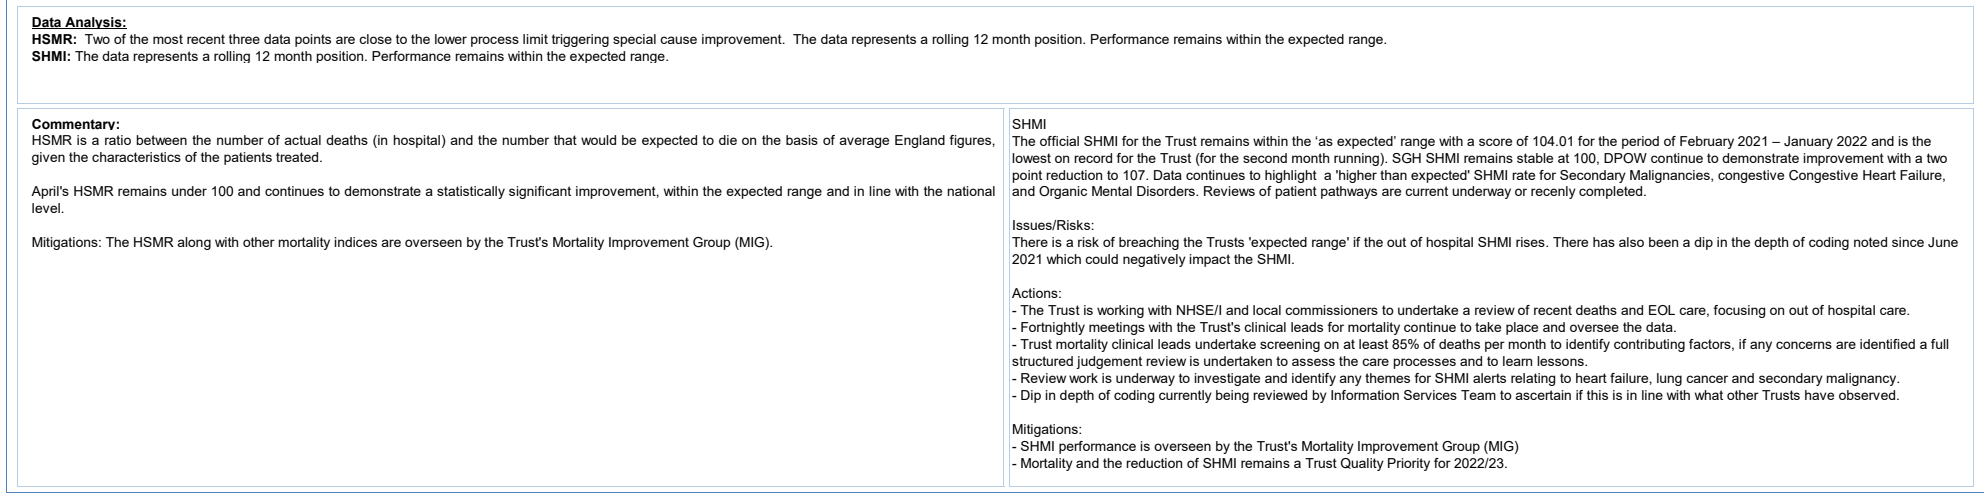 Data Analysis:
HSMR: Two of the most recent three data points are close to the lower process limit triggering special cause improvement. The data represents a rolling 12 month position. Performance remains within the expected range.
SHMI: The data represents a rolling 12 month position. Performance remains within the expected range.
Commentary:
HSMR is a ratio between the number of actual deaths (in hospital) and the number that would be expected to die on the basis of average England figures,
given the characteristics of the patients treated.
April's HSMR remains under 100 and continues to demonstrate a statistically significant improvement, within the expected range and in line with the national
level.
Mitigations: The HSMR along with other mortality indices are overseen by the Trust's Mortality Improvement Group (MIG).
SHMI
The official SHMI for the Trust remains within the ‘as expected’ range with a score of 104.01 for the period of February 2021 – January 2022 and is the
lowest on record for the Trust (for the second month running). SGH SHMI remains stable at 100, DPOW continue to demonstrate improvement with a two
point reduction to 107. Data continues to highlight a 'higher than expected' SHMI rate for Secondary Malignancies, congestive Congestive Heart Failure,
and Organic Mental Disorders. Reviews of patient pathways are current underway or recenly completed.
Issues/Risks:
There is a risk of breaching the Trusts 'expected range' if the out of hospital SHMI rises. There has also been a dip in the depth of coding noted since June
2021 which could negatively impact the SHMI.
Actions:
- The Trust is working with NHSE/I and local commissioners to undertake a review of recent deaths and EOL care, focusing on out of hospital care.
- Fortnightly meetings with the Trust's clinical leads for mortality continue to take place and oversee the data.
- Trust mortality clinical leads undertake screening on at least 85% of deaths per month to identify contributing factors, if any concerns are identified a full
structured judgement review is undertaken to assess the care processes and to learn lessons.
- Review work is underway to investigate and identify any themes for SHMI alerts relating to heart failure, lung cancer and secondary malignancy.
- Dip in depth of coding currently being reviewed by Information Services Team to ascertain if this is in line with what other Trusts have observed.
Mitigations:
- SHMI performance is overseen by the Trust's Mortality Improvement Group (MIG)
- Mortality and the reduction of SHMI remains a Trust Quality Priority for 2022/23.